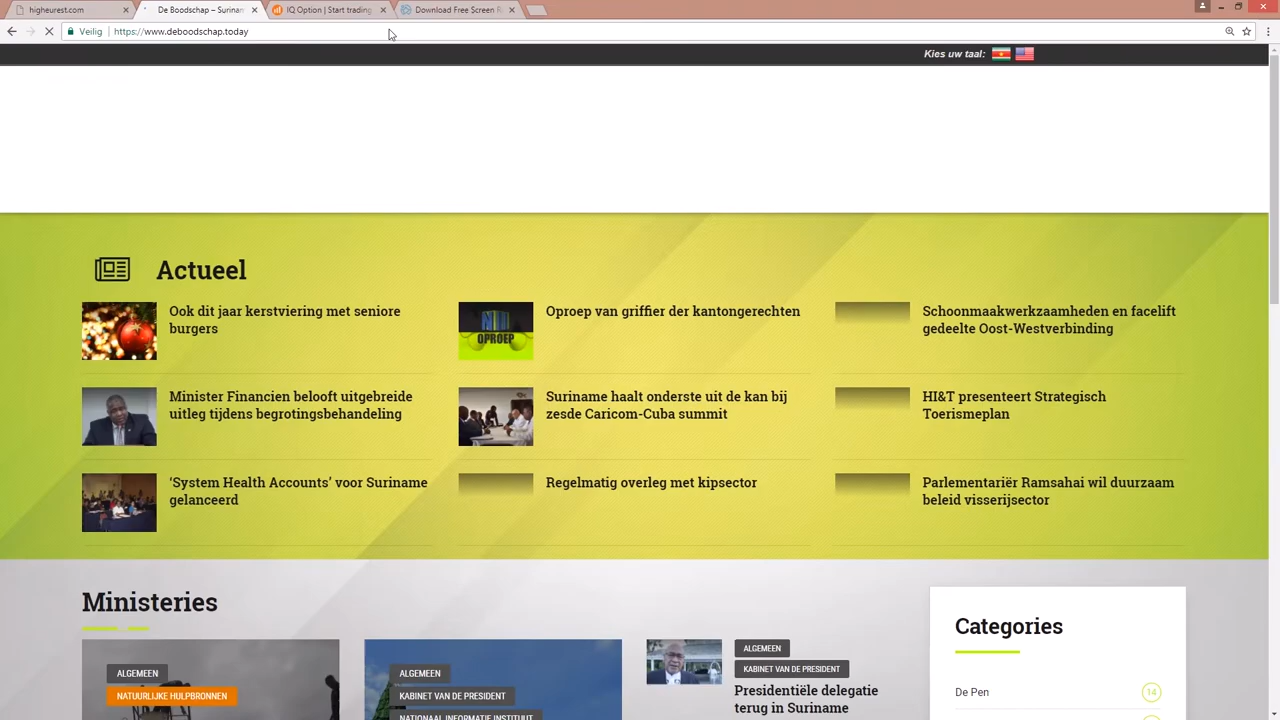 higheurest.com
De Boodschap – Surinam
IQ Option | Start trading
Download Free Screen R
Veilig
https://www.deboodschap.today
Kies uw taal:
Actueel
Ook dit jaar kerstviering met seniore
burgers
Oproep van griffier der kantongerechten
Schoonmaakwerkzaamheden en facelift
gedeelte Oost-Westverbinding
OPROEP
Minister Financien belooft uitgebreide
uitleg tijdens begrotingsbehandeling
Suriname haalt onderste uit de kan bij
zesde Caricom-Cuba summit
HI&T presenteert Strategisch
Toerismeplan
‘System Health Accounts’ voor Suriname
gelanceerd
Regelmatig overleg met kipsector
Parlementariër Ramsahai wil duurzaam
beleid visserijsector
Ministeries
Categories
ALGEMEEN
NATUURLIJKE HULPBRONNEN
ALGEMEEN
KABINET VAN DE PRESIDENT
NATIONAAL INFORMATIE INSTITUUT
ALGEMEEN
KABINET VAN DE PRESIDENT
Presidentiële delegatie
terug in Suriname
De Pen
14